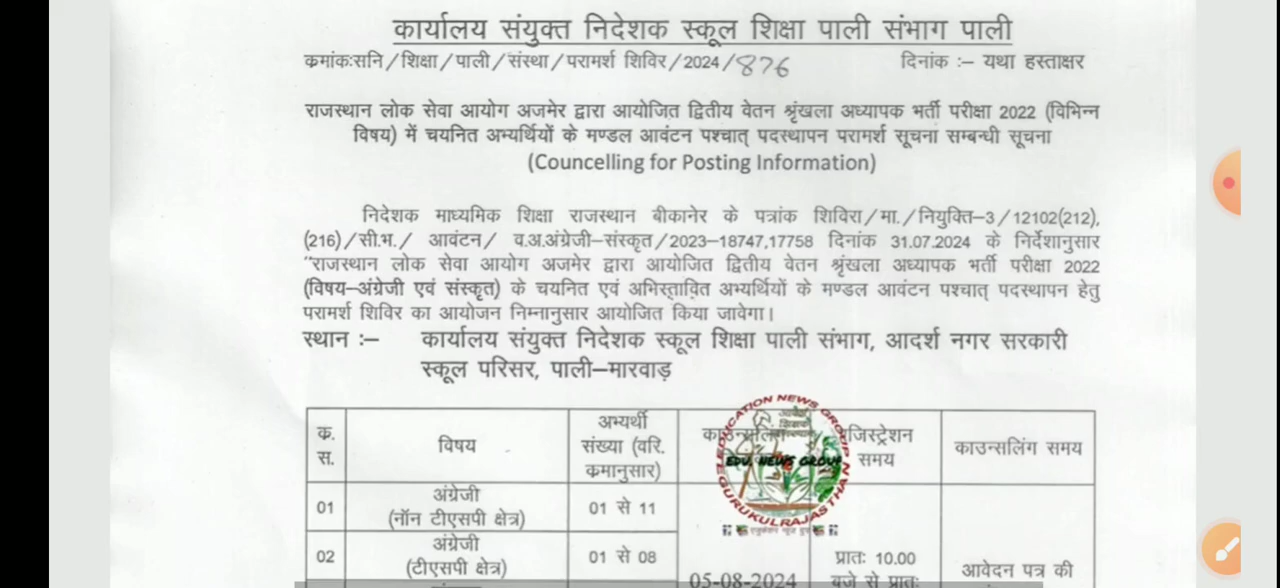 कार्यालय संयुक्त निदेशक स्कूल शिक्षा पाली संभाग पाली
क्रमांकःसनि/शिक्षा/पाली/संस्था/परामर्श शिविर/2024/876 दिनांक :– यथा हस्ताक्षर
राजस्थान लोक सेवा आयोग अजमेर द्वारा आयोजित द्वितीय वेतन श्रृंखला अध्यापक भर्ती परीक्षा 2022 (विभिन्न
विषय) में चयनित अभ्यर्थियों के मण्डल आवंटन पश्चात् पदस्थापन परामर्श सूचना सम्बन्धी सूचना
(Councelling for Posting Information)
निदेशक माध्यमिक शिक्षा राजस्थान बीकानेर के पत्रांक शिविरा/मा./नियुक्ति–3/12102(212),
(216)/सी.भ./ आवंटन/ व.अ.अंग्रेजी–संस्कृत/2023–18747,17758 दिनांक 31.07.2024 के निर्देशानुसार
"राजस्थान लोक सेवा आयोग अजमेर द्वारा आयोजित द्वितीय वेतन श्रृंखला अध्यापक भर्ती परीक्षा 2022
(विषय–अंग्रेजी एवं संस्कृत) के चयनित एवं अभिस्तावित अभ्यर्थियों के मण्डल आवंटन पश्चात् पदस्थापन हेतु
परामर्श शिविर का आयोजन निम्नानुसार आयोजित किया जावेगा।
स्थान :– कार्यालय संयुक्त निदेशक स्कूल शिक्षा पाली संभाग, आदर्श नगर सरकारी
स्कूल परिसर, पाली–मारवाड़
क्र.
स.
विषय
अभ्यर्थी
संख्या (वरि.
क्रमानुसार)
समय
काउन्सलिंग समय
EDUCATION NEWS GROUP
EDU NEWS GROUP
GURUKULRAJASTHAN
01
अंग्रेजी
(नॉन टीएसपी क्षेत्र)
01 से 11
02
अंग्रेजी
(टीएसपी क्षेत्र)
01 से 08
05-08-2024
प्रातः 10.00
बजे से प्रातः
आवेदन पत्र की